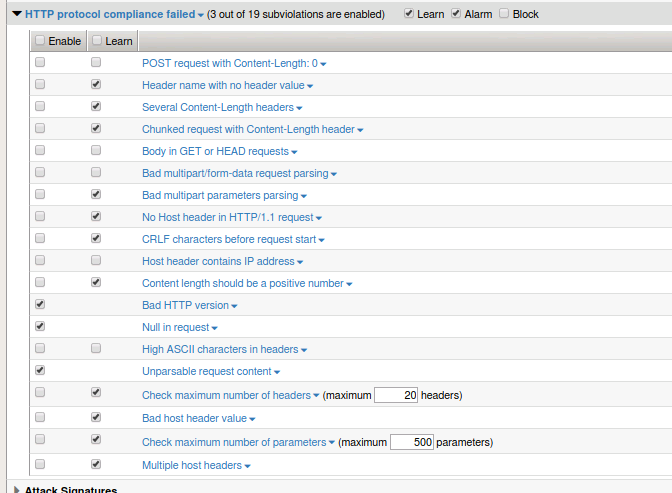 HTTP protocol compliance failed (3 out of 19 subviolations are enabled) Learn Alarm Block
Enable Learn
POST request with Content-Length: 0
Header name with no header value
Several Content-Length headers
Chunked request with Content-Length header
Body in GET or HEAD requests
Bad multipart/form-data request parsing
Bad multipart parameters parsing
No Host header in HTTP/1.1 request
CRLF characters before request start
Host header contains IP address
Content length should be a positive number
Bad HTTP version
Null in request
High ASCII characters in headers
Unparsable request content
Check maximum number of headers (maximum 20 headers)
Bad host header value
Check maximum number of parameters (maximum 500 parameters)
Multiple host headers
Attack Signatures